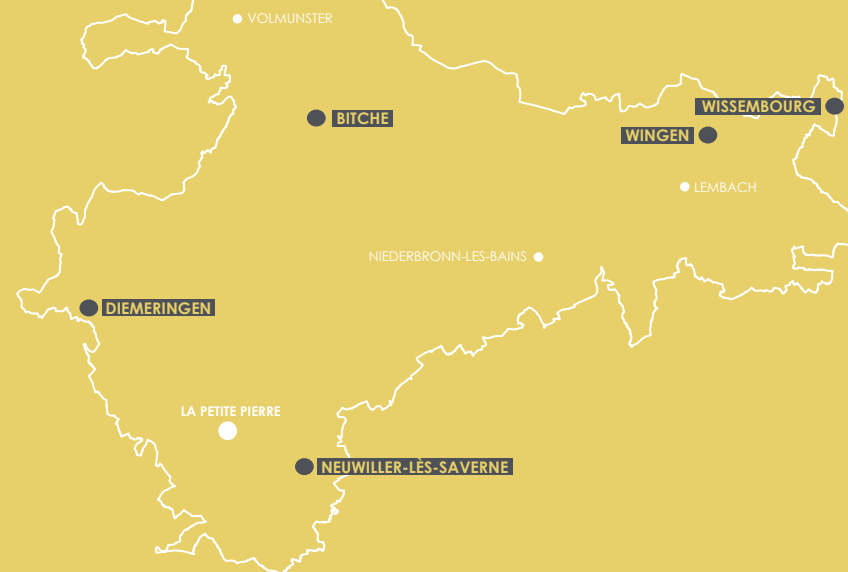 VOLMUNSTER
WISSEMBOURG
BITCHE
WINGEN
LEMBACH
NIEDERBRONN-LES-BAINS
DIEMERINGEN
LA PETITE PIERRE
NEUWILLER-LÈS-SAVERNE